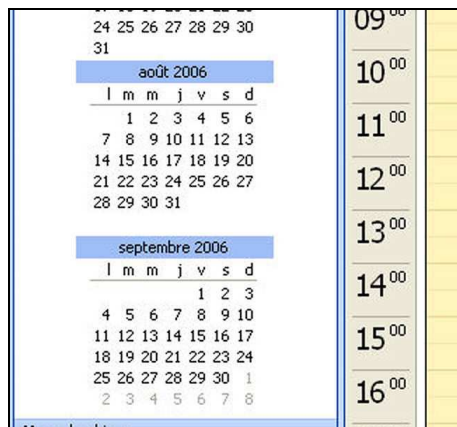 24 25 26 27 28 29 30
31
août 2006
l m m j v s d
1 2 3 4 5 6
7 8 9 10 11 12 13
14 15 16 17 18 19 20
21 22 23 24 25 26 27
28 29 30 31
septembre 2006
l m m j v s d
1 2 3
4 5 6 7 8 9 10
11 12 13 14 15 16 17
18 19 20 21 22 23 24
25 26 27 28 29 30 1
2 3 4 5 6 7 8
09 00
10 00
11 00
12 00
13 00
14 00
15 00
16 00